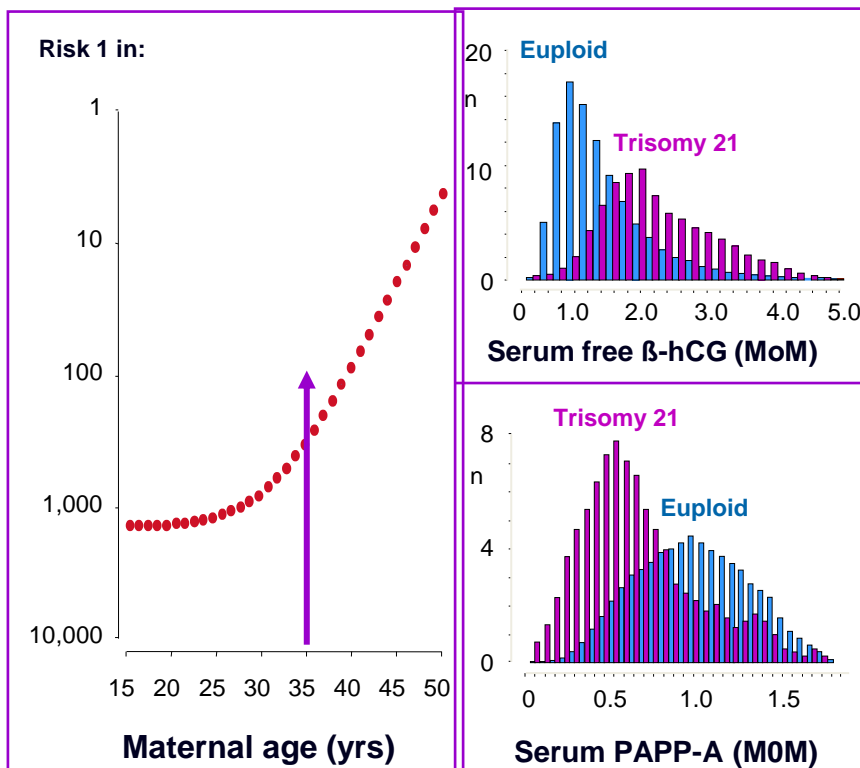 Risk 1 in:
1
10
100
1,000
10,000
15 20 25 30 35 40 45 50
Maternal age (yrs)
20
Euploid
n
Trisomy 21
10
0
0 1.0 2.0 3.0 4.0 5.0
Serum free ß-hCG (MoM)
Trisomy 21
8
n
Euploid
4
0
0 0.5 1.0 1.5
Serum PAPP-A (M0M)